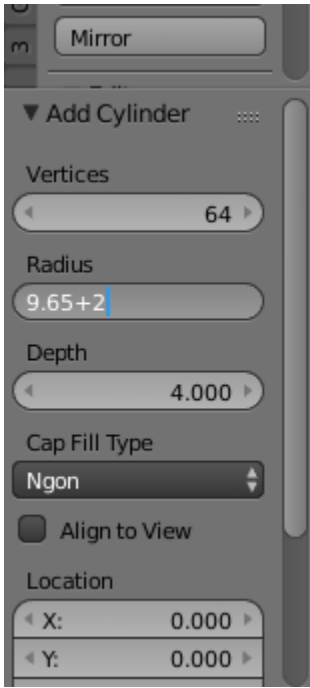 3
Mirror
Add Cylinder
Vertices
64
Radius
9.65+2
Depth
4.000
Cap Fill Type
Ngon
Align to View
Location
X: 0.000
Y: 0.000